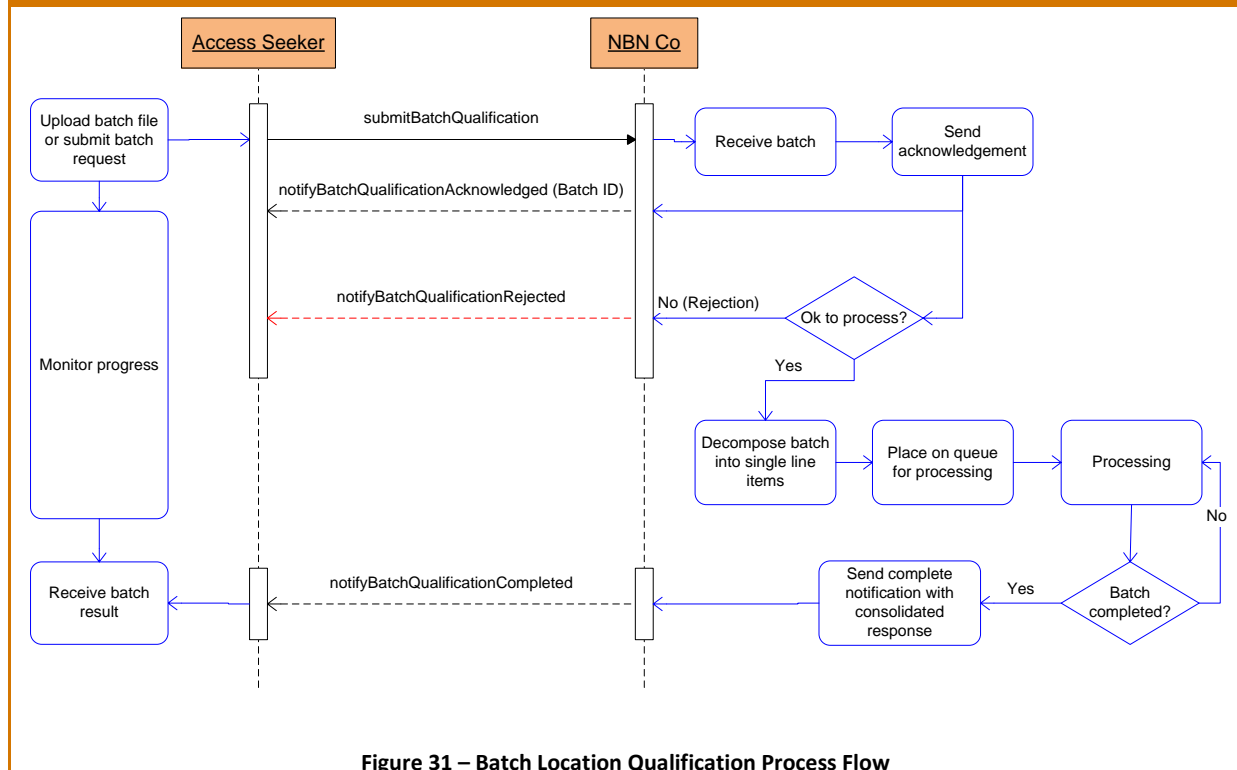 Access Seeker
NBN Co
Upload batch file
or submit batch
request
submitBatchQualification
Receive batch
Send
acknowledgement
notifyBatchQualificationAcknowledged (Batch ID)
notifyBatchQualificationRejected
No (Rejection)
Ok to process?
Monitor progress
Yes
Decompose batch
into single line
items
Place on queue
for processing
Processing
No
Receive batch
result
notifyBatchQualificationCompleted
Send complete
notification with
consolidated
response
Yes
Batch
completed?
Figure 31 – Batch Location Qualification Process Flow